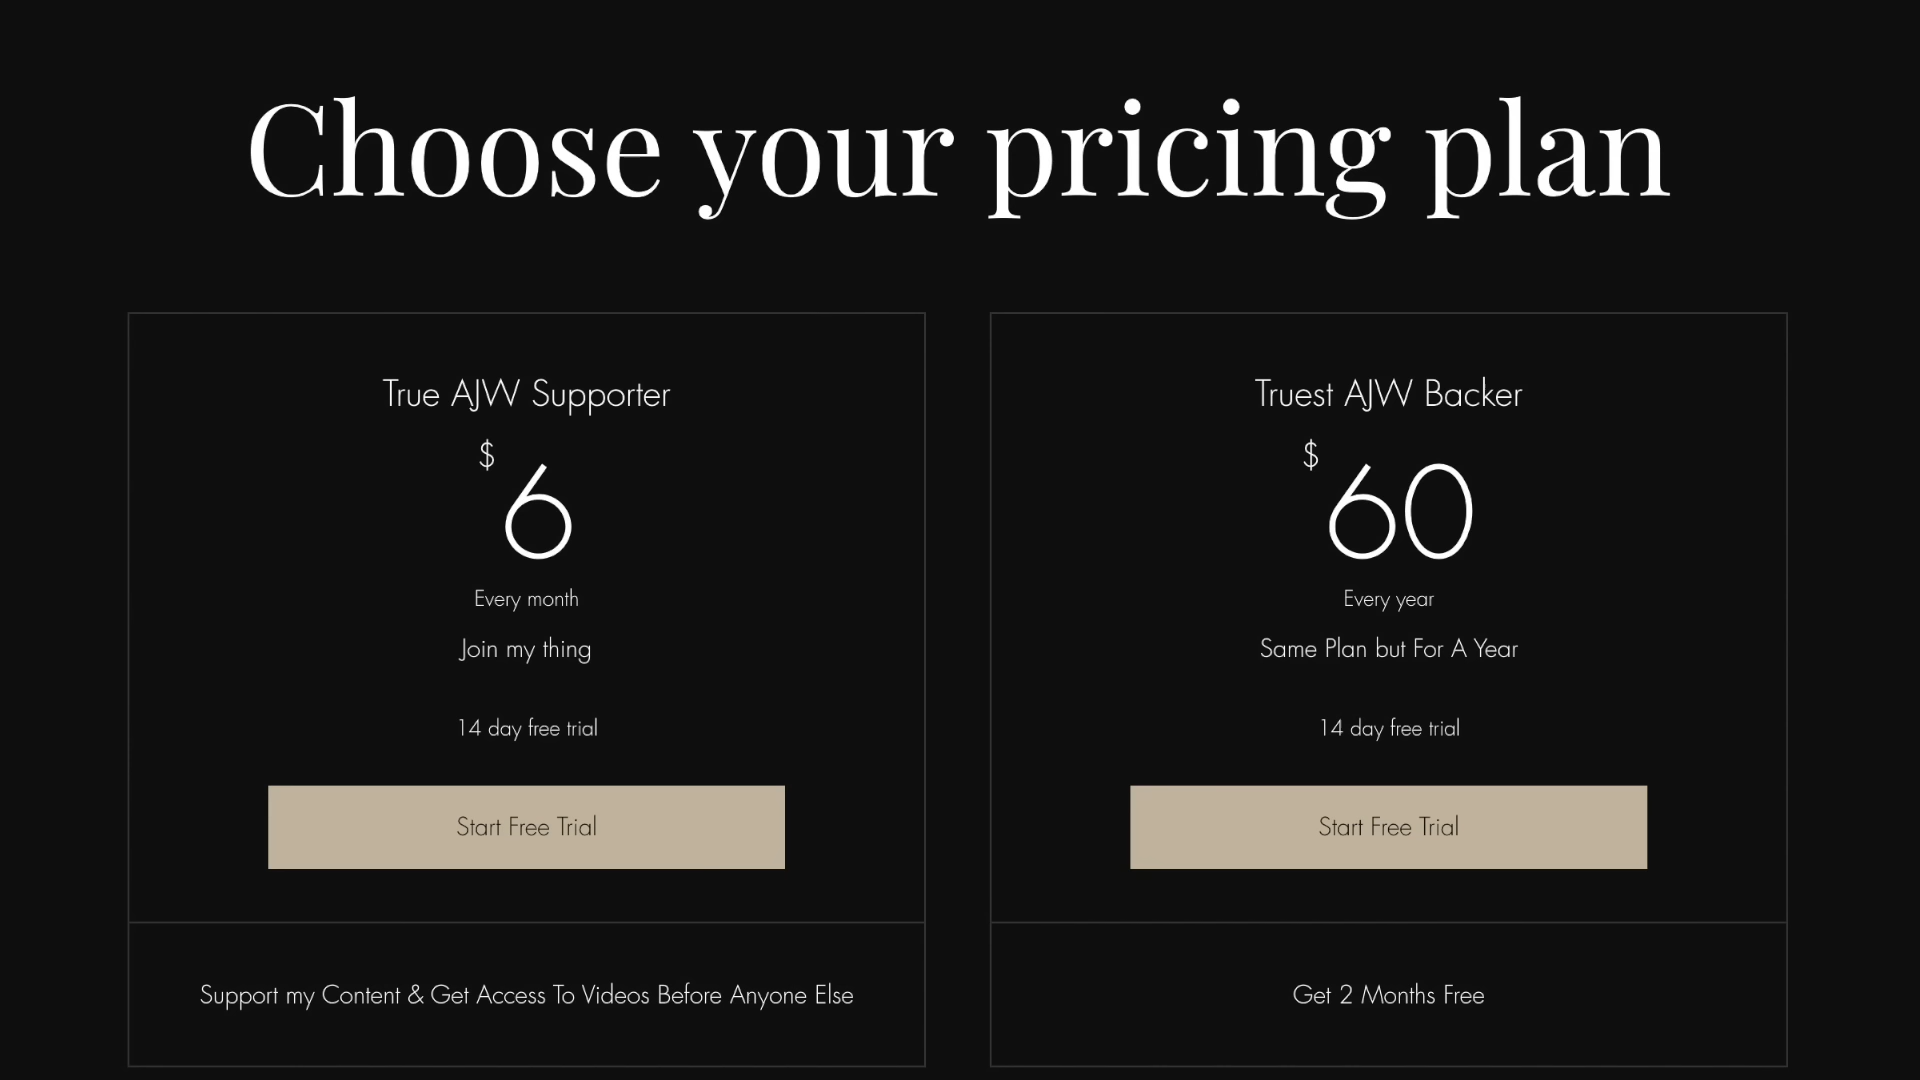 Choose your pricing plan
True AJW Supporter
$6
Every month
Join my thing
14 day free trial
Start Free Trial
Support my Content & Get Access To Videos Before Anyone Else
Truest AJW Backer
$60
Every year
Same Plan but For A Year
14 day free trial
Start Free Trial
Get 2 Months Free